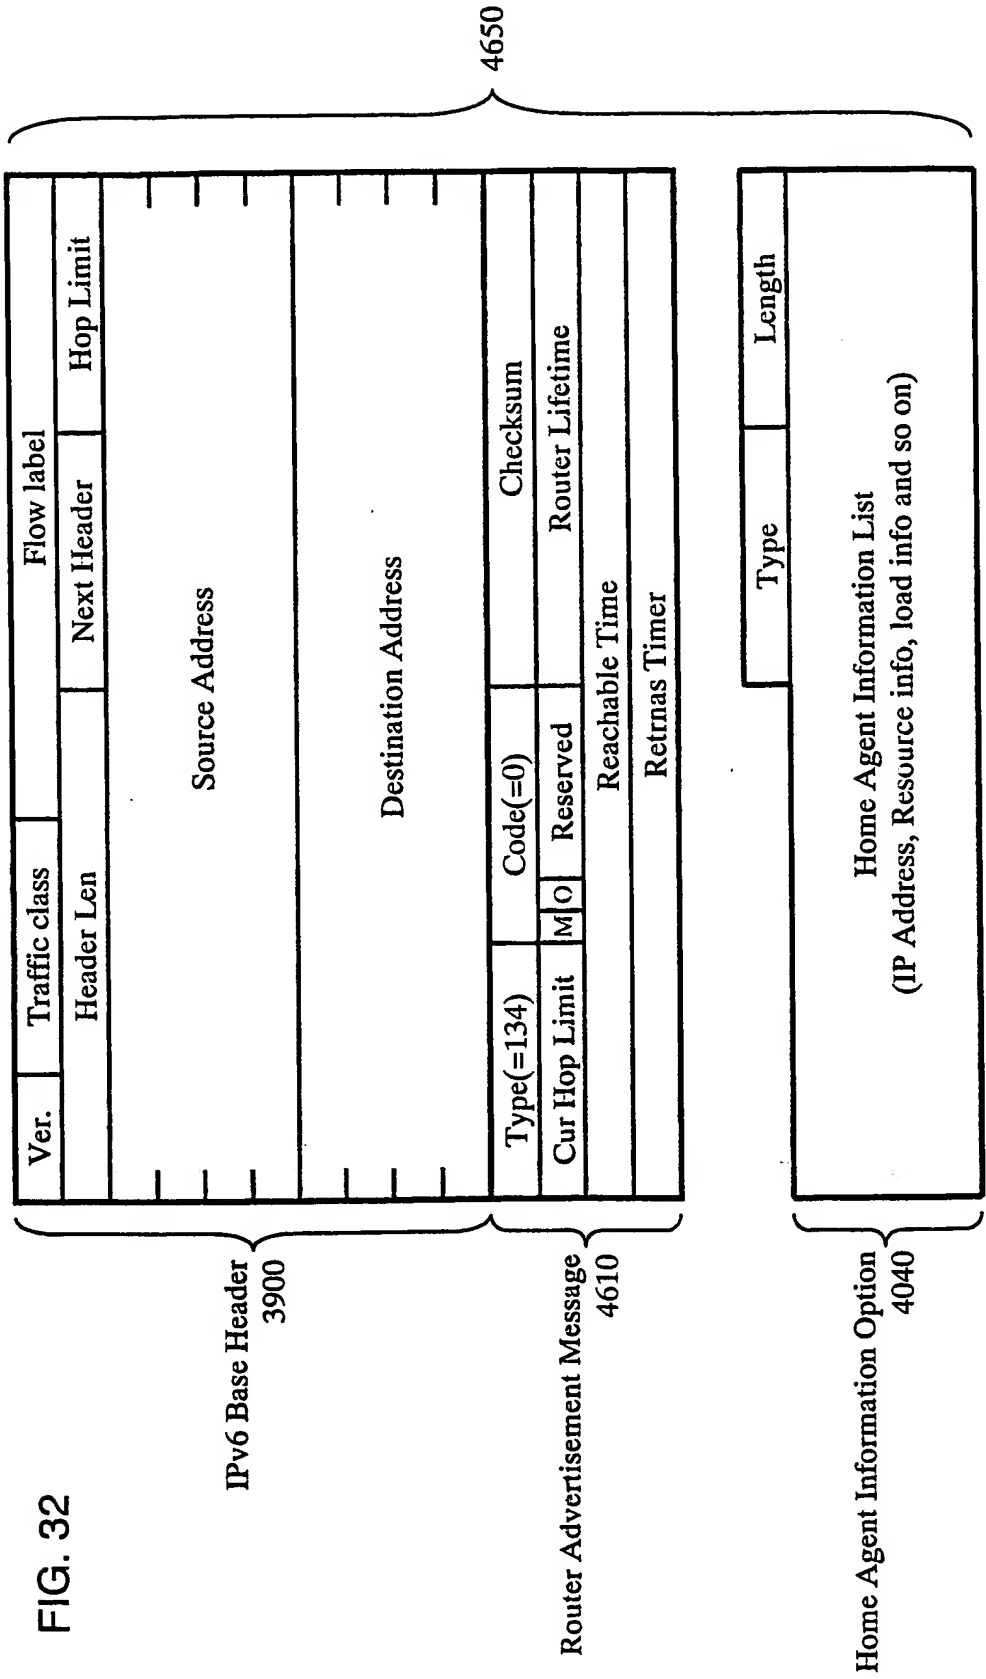 FIG. 32
IPv6 Base Header
3900
Ver.
Traffic class
Flow label
Header Len
Next Header
Hop Limit
Source Address
Destination Address
Router Advertisement Message
4610
Type(=134)
Code(=0)
Checksum
Cur Hop Limit
M
O
Reserved
Router Lifetime
Reachable Time
Retrnas Timer
Home Agent Information Option
4040
Type
Length
Home Agent Information List
(IP Address, Resource info, load info and so on)
4650